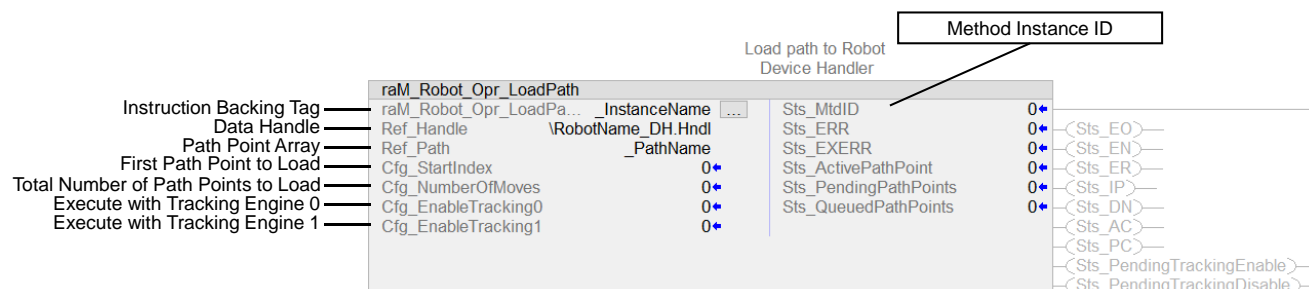 Method Instance ID
Load path to Robot
Device Handler
raM_Robot_Opr_LoadPath
Instruction Backing Tag raM_Robot_Opr_LoadPa... _InstanceName ... Sts_MtdID 0
Data Handle Ref_Handle \RobotName_DH.Hndl Sts_ERR 0 Sts_EO
Path Point Array Ref_Path _PathName Sts_EXERR 0 Sts_EN
First Path Point to Load Cfg_StartIndex 0 Sts_ActivePathPoint 0 Sts_ER
Total Number of Path Points to Load Cfg_NumberOfMoves 0 Sts_PendingPathPoints 0 Sts_IP
Execute with Tracking Engine 0 Cfg_EnableTracking0 0 Sts_QueuedPathPoints 0 Sts_DN
Execute with Tracking Engine 1 Cfg_EnableTracking1 0 Sts_AC
Sts_PC
Sts_PendingTrackingEnable
Sts_PendingTrackingDisable